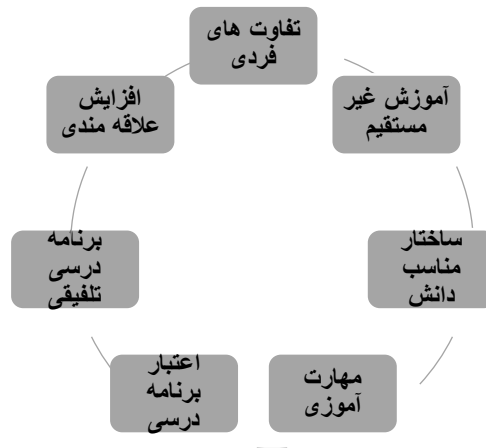 تفاوت های
فردی
آموزش غیر
مستقیم
ساختار
مناسب
دانش
مهارت
آموزی
اعتبار
برنامه
درسی
برنامه
درسی
تلفیقی
افزایش
علاقه مندی